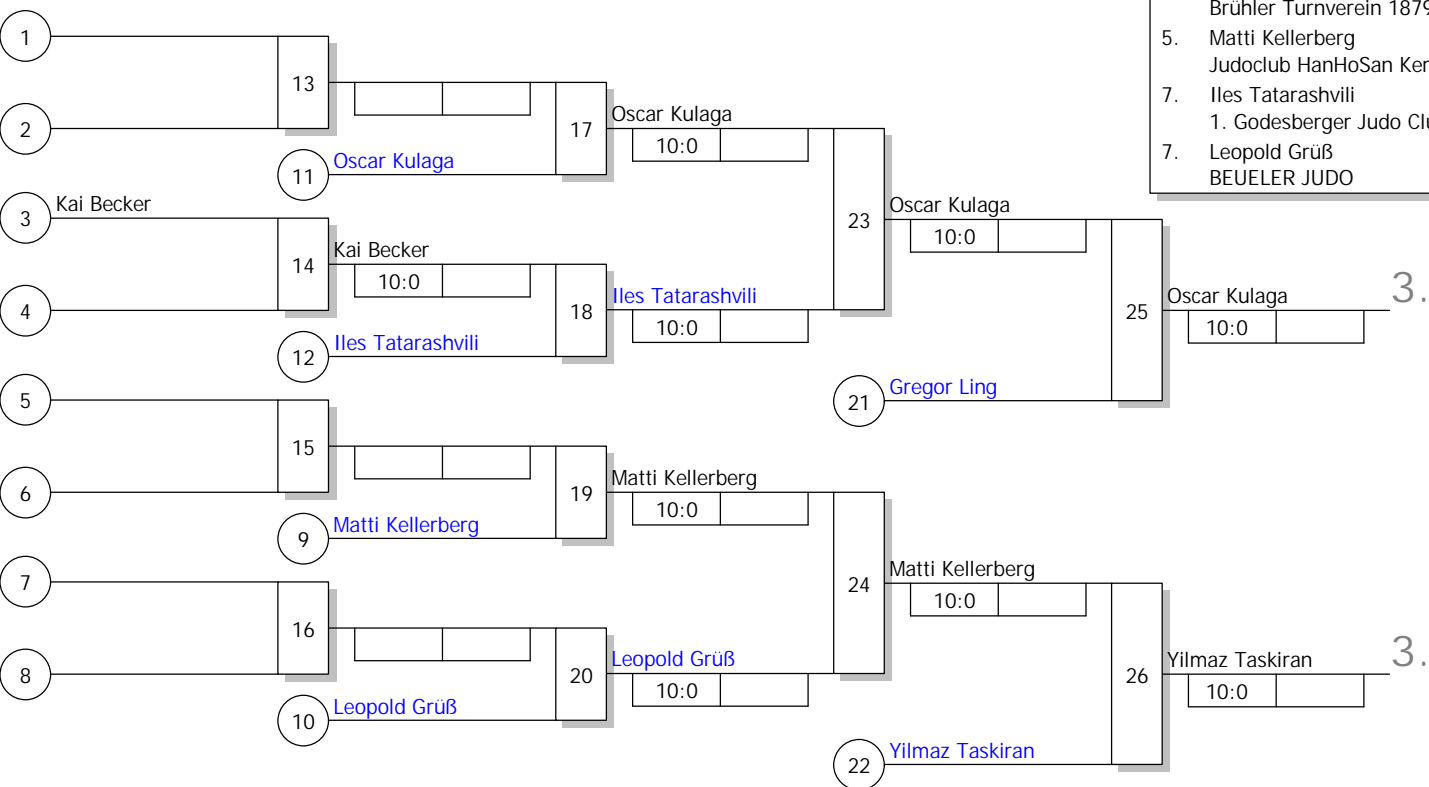 Brühler Turnverein 1879
5. Matti Kellerberg
Judoclub HanHoSan Ker
7. Iles Tatarashvili
1. Godesberger Judo Clu
7. Leopold Grüß
BEUELER JUDO
1
13
2
17
Oscar Kulaga
10:0
11
Oscar Kulaga
3
Kai Becker
23
Oscar Kulaga
10:0
14
Kai Becker
10:0
4
18
Iles Tatarashvili
10:0
12
Iles Tatarashvili
25
Oscar Kulaga
10:0
3.
21
Gregor Ling
5
15
6
19
Matti Kellerberg
10:0
9
Matti Kellerberg
7
24
Matti Kellerberg
10:0
16
8
20
Leopold Grüß
10:0
10
Leopold Grüß
26
Yilmaz Taskiran
10:0
3.
22
Yilmaz Taskiran